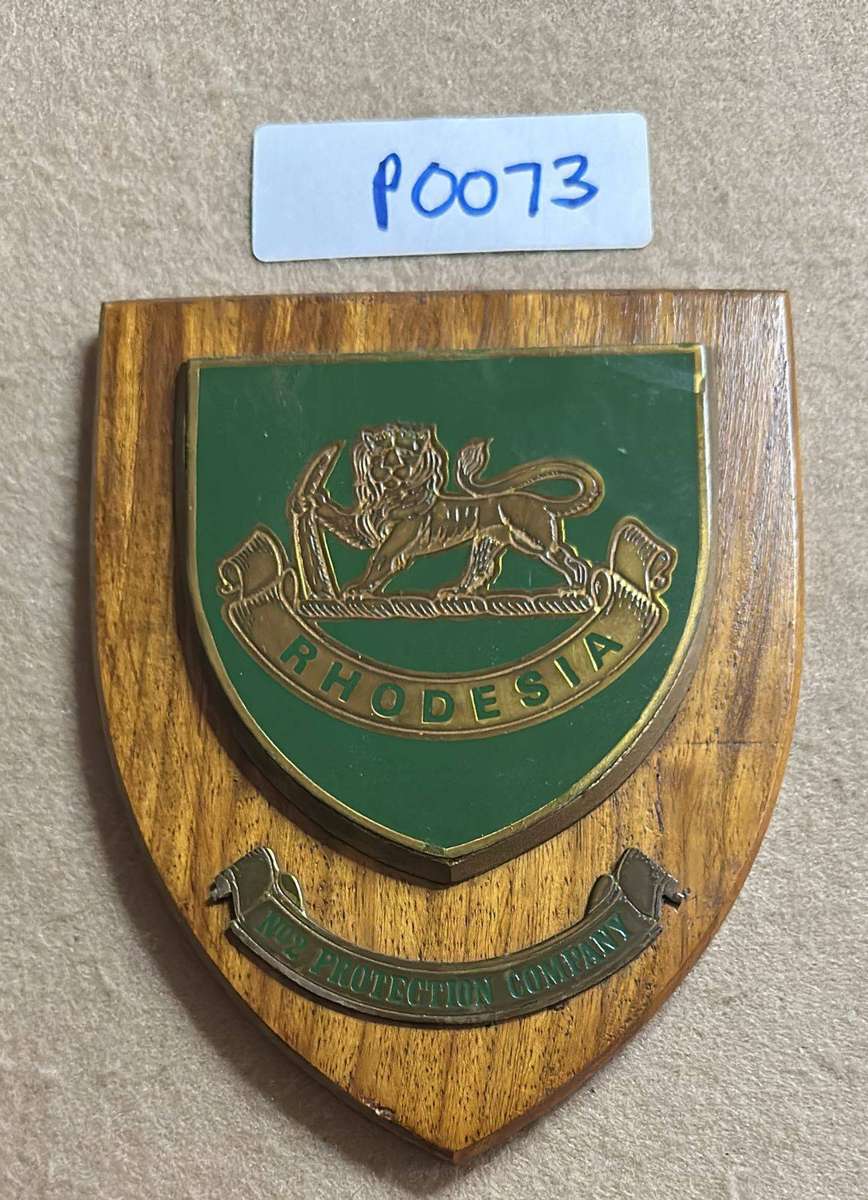 P0073
RHODESIA
No2 PROTECTION COMPANY